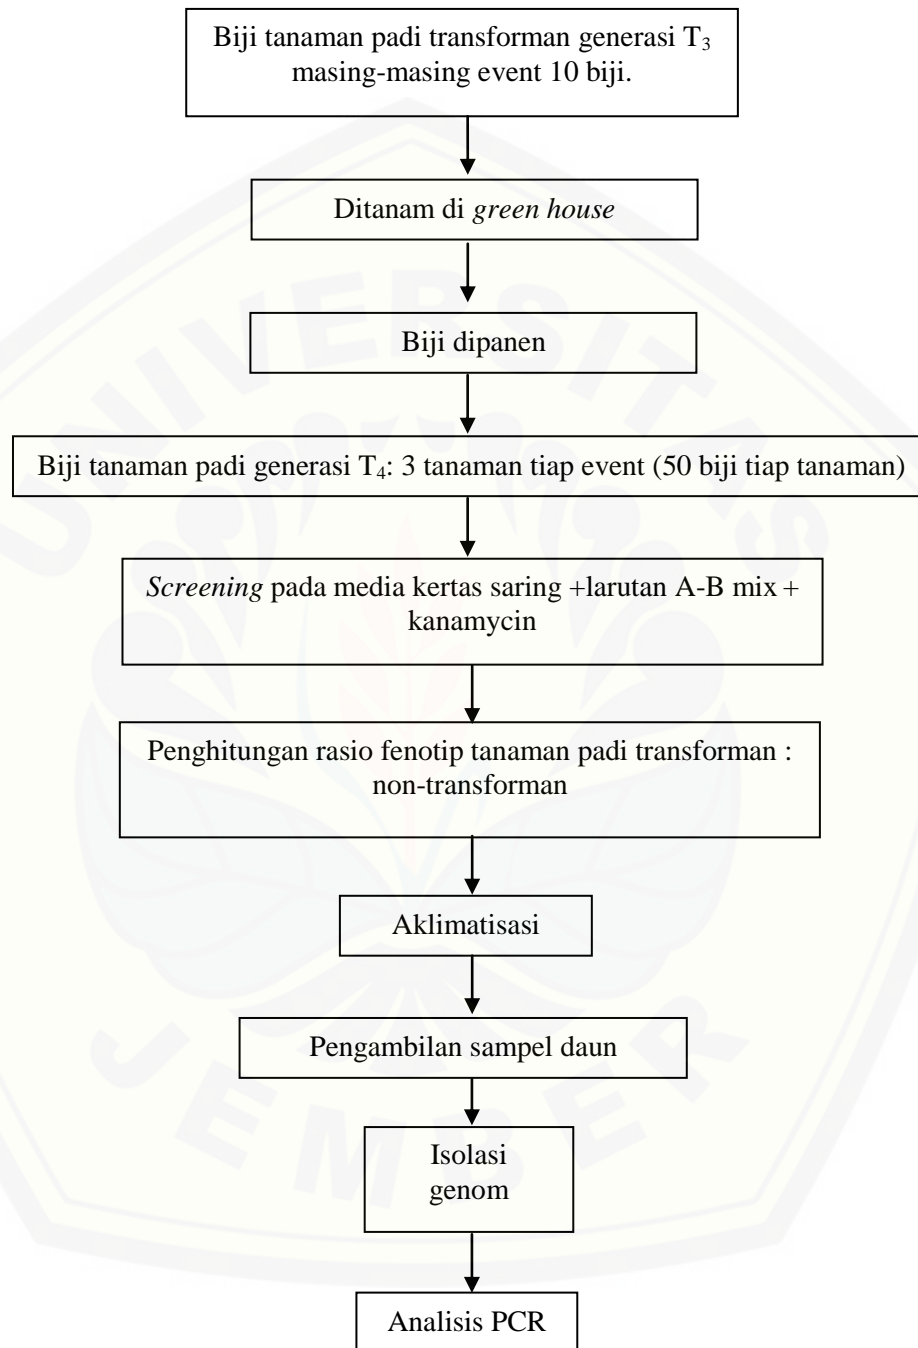 Biji tanaman padi transforman generasi T₃
masing-masing event 10 biji.
Ditanam di green house
Biji dipanen
Biji tanaman padi generasi T₄: 3 tanaman tiap event (50 biji tiap tanaman)
Screening pada media kertas saring +larutan A-B mix +
kanamycin
Penghitungan rasio fenotip tanaman padi transforman :
non-transforman
Aklimatisasi
Pengambilan sampel daun
Isolasi
genom
Analisis PCR
UNIVERSITAS
JEMBER